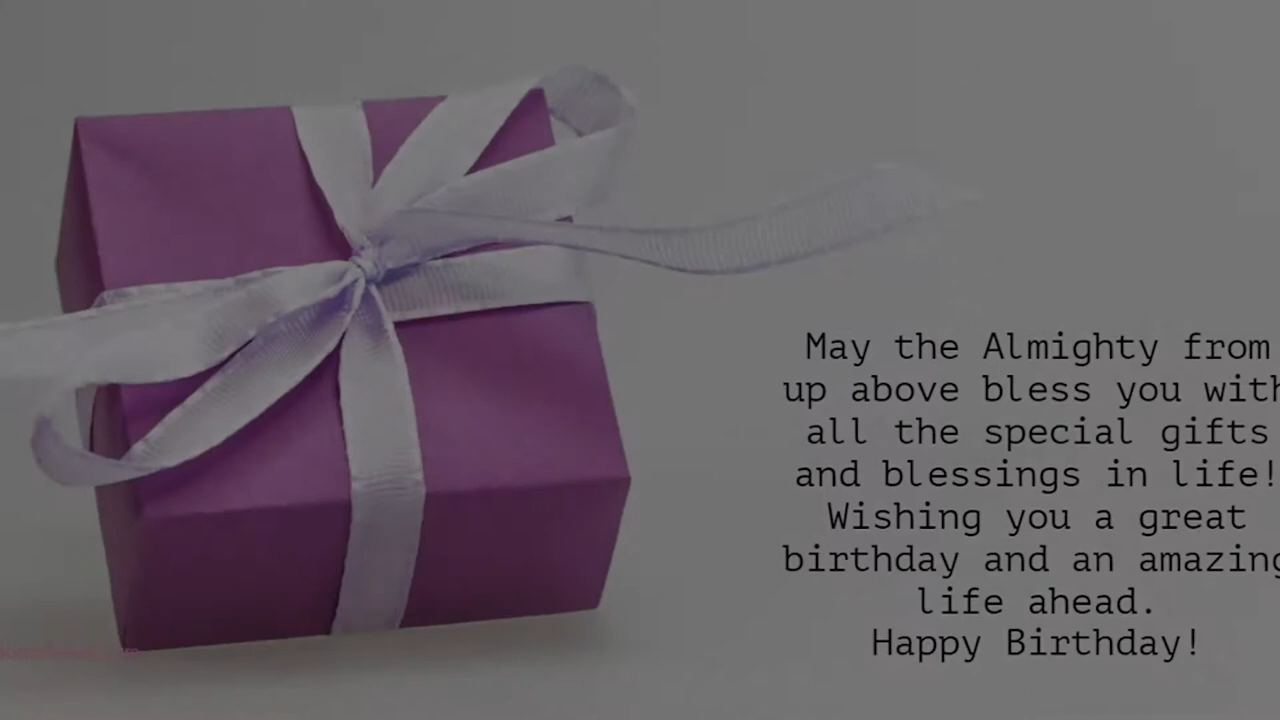 May the Almighty from
up above bless you with
all the special gifts
and blessings in life!
Wishing you a great
birthday and an amazing
life ahead.
Happy Birthday!